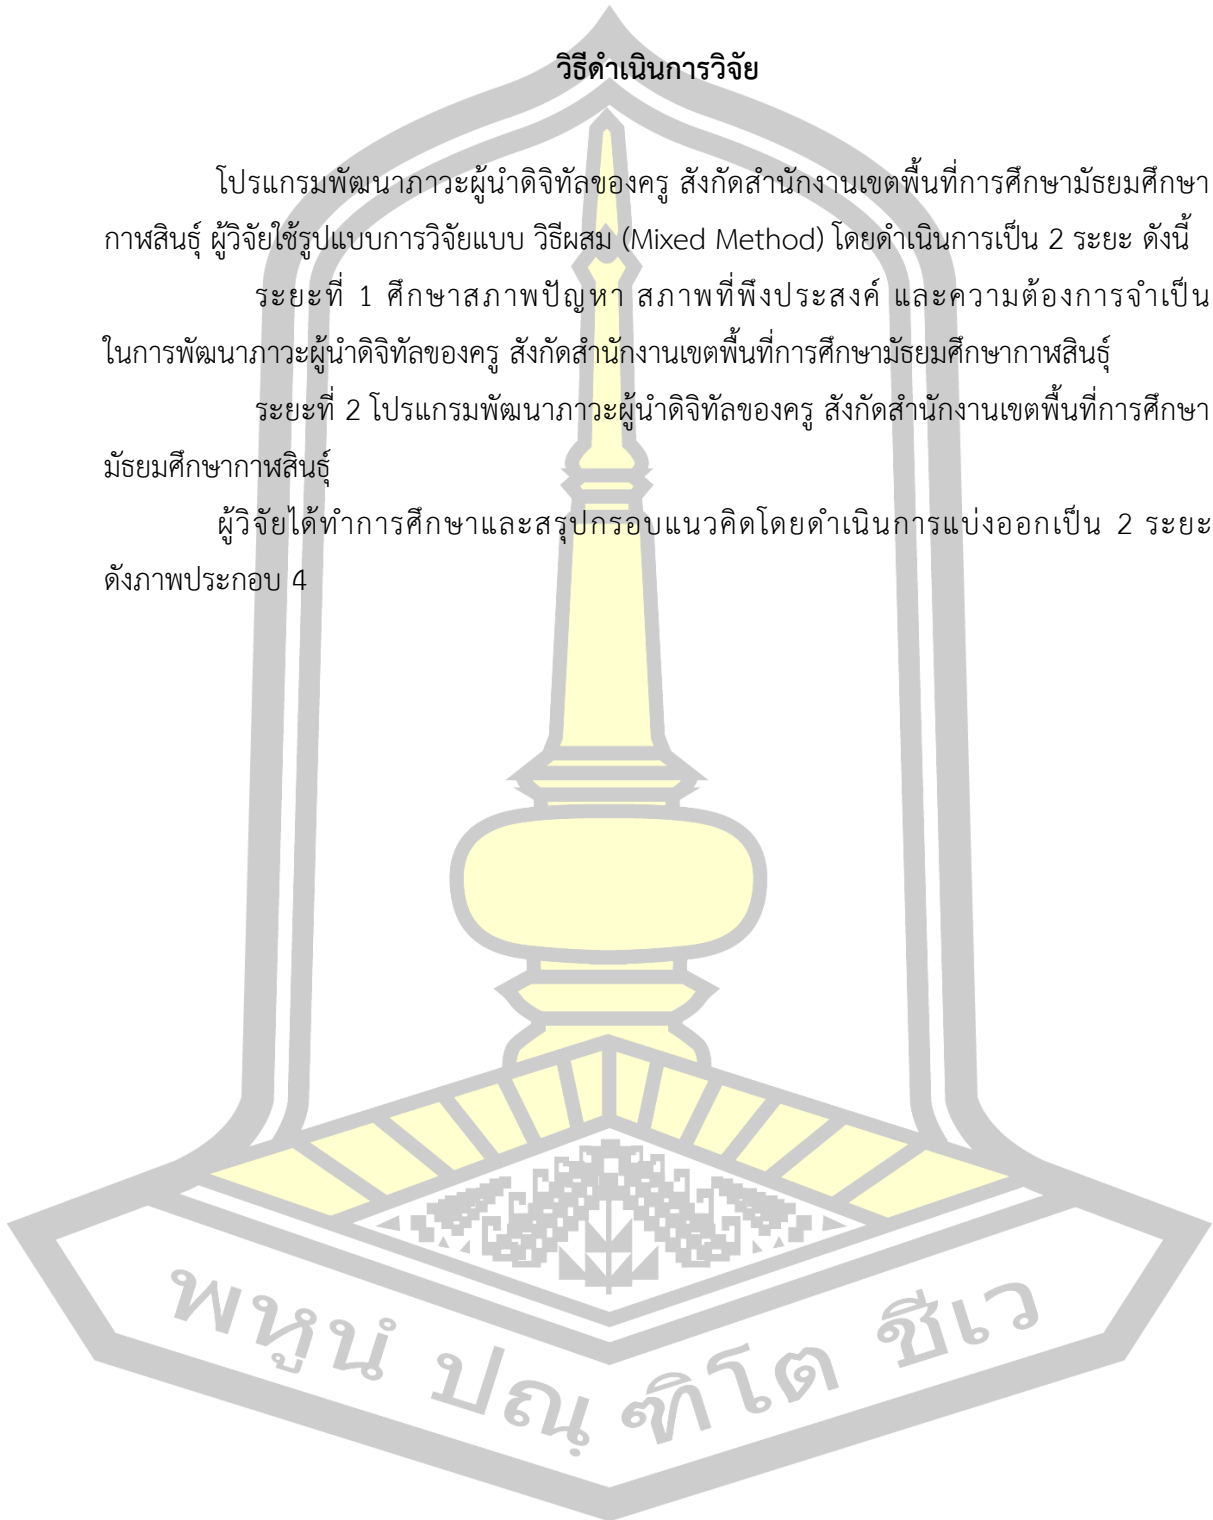 วิธีดำเนินการวิจัย
โปรแกรมพัฒนาภาวะผู้นำดิจิทัลของครู สังกัดสำนักงานเขตพื้นที่การศึกษามัธยมศึกษา
กาฬสินธุ์ ผู้วิจัยใช้รูปแบบการวิจัยแบบ วิธีผสม (Mixed Method) โดยดำเนินการเป็น 2 ระยะ ดังนี้
ระยะที่ 1 ศึกษาสภาพปัญหา สภาพที่พึงประสงค์ และความต้องการจำเป็น
ในการพัฒนาภาวะผู้นำดิจิทัลของครู สังกัดสำนักงานเขตพื้นที่การศึกษามัธยมศึกษากาฬสินธุ์
ระยะที่ 2 โปรแกรมพัฒนาภาวะผู้นำดิจิทัลของครู สังกัดสำนักงานเขตพื้นที่การศึกษา
มัธยมศึกษากาฬสินธุ์
ผู้วิจัยได้ทำการศึกษาและสรุปกรอบแนวคิดโดยดำเนินการแบ่งออกเป็น 2 ระยะ
ดังภาพประกอบ 4
พหูนํ ปณฺฑิโต ชีเว